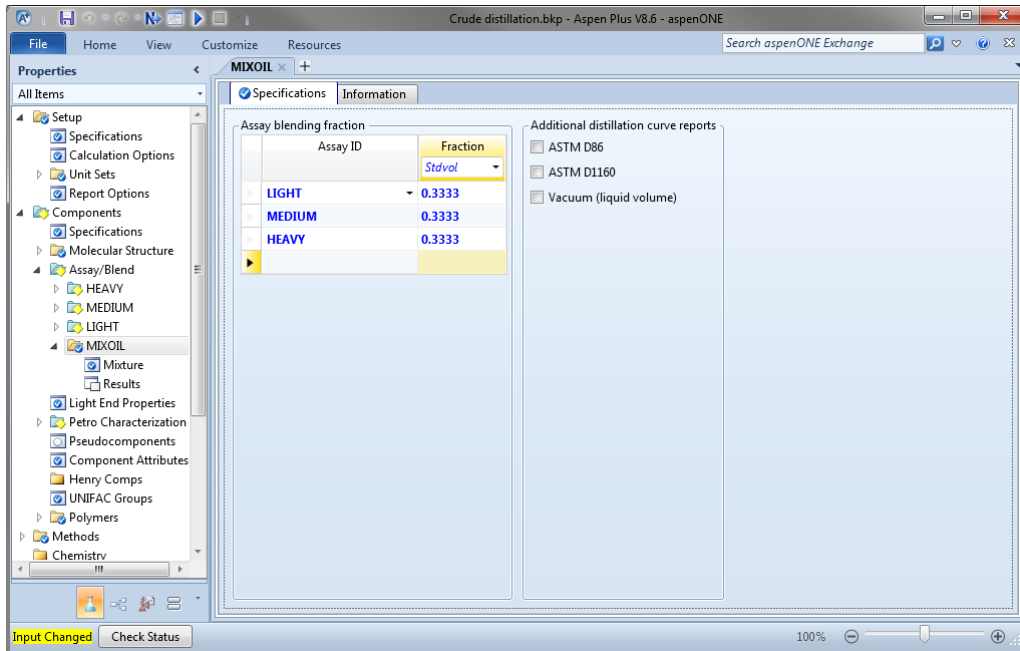 Crude distillation.bkp - Aspen Plus V8.6 - aspenONE
File Home View Customize Resources
Search aspenONE Exchange
Properties
All Items
Setup
Specifications
Calculation Options
Unit Sets
Report Options
Components
Specifications
Molecular Structure
Assay/Blend
HEAVY
MEDIUM
LIGHT
MIXOIL
Mixture
Results
Light End Properties
Petro Characterization
Pseudocomponents
Component Attributes
Henry Comps
UNIFAC Groups
Polymers
Methods
Chemistry
MIXOIL
Specifications Information
Assay blending fraction
Assay ID Fraction
Stdvol
LIGHT 0.3333
MEDIUM 0.3333
HEAVY 0.3333
Additional distillation curve reports
ASTM D86
ASTM D1160
Vacuum (liquid volume)
Input Changed Check Status
100%